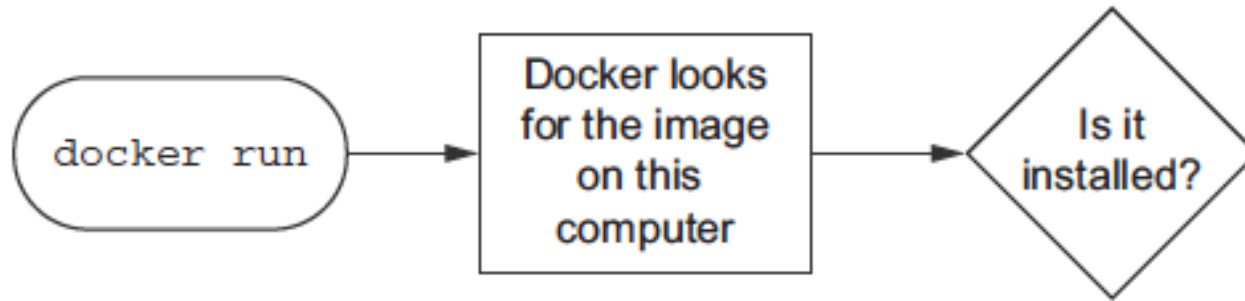 docker run
Docker looks
for the image
on this
computer
Is it
installed?